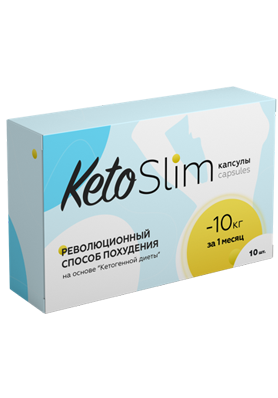 Keto Slim
капсулы
capsules
-10кг
за 1 месяц
РЕВОЛЮЦИОННЫЙ
СПОСОБ ПОХУДЕНИЯ
на основе "Кетогенной диеты"
10 шт.